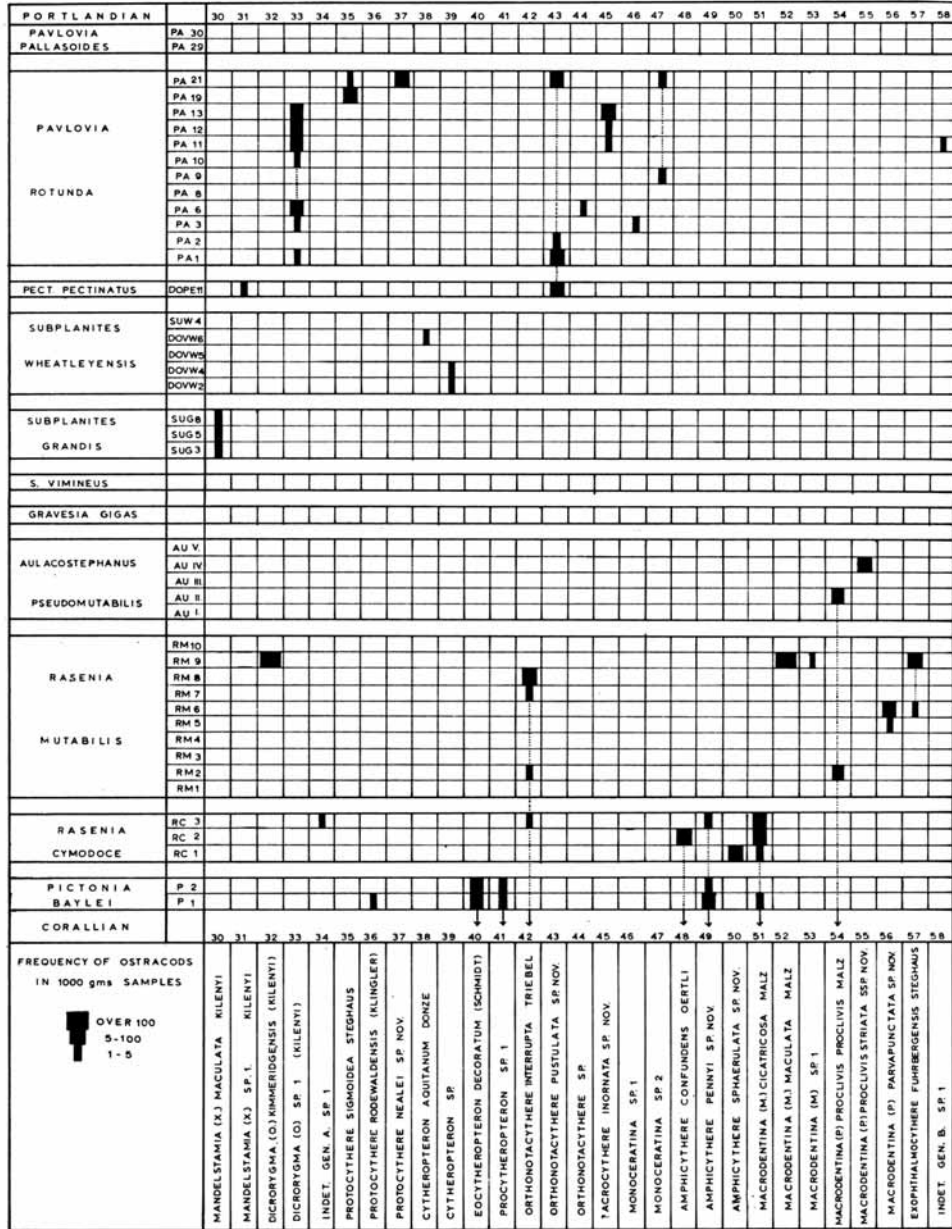 PORTLANDIAN 30 31 32 33 34 35 36 37 38 39 40 41 42 43 44 45 46 47 48 49 50 51 52 53 54 55 56 57 58
PAVLOVIA PA 30
PALLASOIDES PA 29
PA 21
PA 19
PA 13
PAVLOVIA PA 12
PA 11
PA 10
PA 9
ROTUNDA PA 8
PA 6
PA 3
PA 2
PA 1
PECT. PECTINATUS DOPE11
SUBPLANITES SUW 4
DOVW6
DOVW5
WHEATLEYENSIS DOVW4
DOVW2
SUBPLANITES SUG8
SUG5
GRANDIS SUG3
S. VIMINEUS
GRAVESIA GIGAS
AU V.
AULACOSTEPHANUS AU IV
AU III
PSEUDOMUTABILIS AU II
AU I.
RM10
RM 9
RASENIA RM 8
RM 7
RM 6
RM 5
MUTABILIS RM4
RM 3
RM2
RM1
RASENIA RC 3
RC 2
CYMODOCE RC 1
PICTONIA P 2
BAYLEI P 1
CORALLIAN
30 31 32 33 34 35 36 37 38 39 40 41 42 43 44 45 46 47 48 49 50 51 52 53 54 55 56 57 58
FREQUENCY OF OSTRACODS
IN 1000 gms SAMPLES
OVER 100
5-100
1-5
MANDELSTAMIA (X.) MACULATA KILENYI
MANDELSTAMIA (X.) SP. 1. KILENYI
DICRORYGMA (O.) KIMMERIDGENSIS (KILENYI)
DICRORYGMA (O) SP. 1 (KILENYI)
INDET. GEN. A. SP. 1
PROTOCYTHERE SIGMOIDEA STEGHAUS
PROTOCYTHERE RODEWALDENSIS (KLINGLER)
PROTOCYTHERE NEALEI SP. NOV.
CYTHEROPTERON AQUITANUM DONZE
CYTHEROPTERON SP.
EOCYTHEROPTERON DECORATUM (SCHMIDT)
PROCYTHEROPTERON SP. 1
ORTHONOTACYTHERE INTERRUPTA TRIEBEL
ORTHONOTACYTHERE PUSTULATA SP. NOV.
ORTHONOTACYTHERE SP.
?ACROCYTHERE INORNATA SP. NOV.
MONOCERATINA SP. 1
MONOCERATINA SP. 2
AMPHICYTHERE CONFUNDENS OERTLI
AMPHICYTHERE PENNYI SP. NOV.
AMPHICYTHERE SPHAERULATA SP. NOV.
MACRODENTINA (M.) CICATRICOSA MALZ
MACRODENTINA (M.) MACULATA MALZ
MACRODENTINA (M) SP. 1
MACRODENTINA (P.) PROCLIVIS PROCLIVIS MALZ
MACRODENTINA (P.) PROCLIVIS STRIATA SSP. NOV.
MACRODENTINA (P) PARVAPUNCTATA SP. NOV.
EXOPHTHALMOCYTHERE FUHRBERGENSIS STEGHAUS
INDET. GEN. B. SP. 1